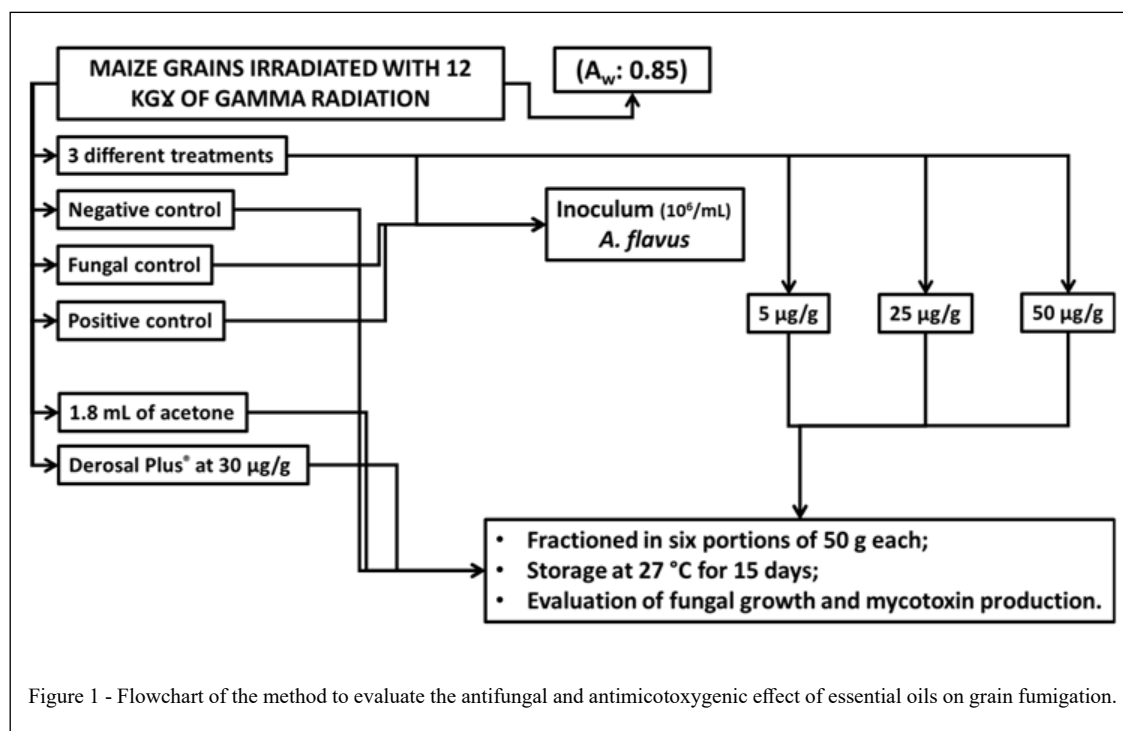 MAIZE GRAINS IRRADIATED WITH 12
KGɣ OF GAMMA RADIATION
(Aw: 0.85)
3 different treatments
Negative control
Inoculum (10⁶/mL)
A. flavus
Fungal control
Positive control
5 µg/g
25 µg/g
50 µg/g
1.8 mL of acetone
Derosal Plus® at 30 µg/g
• Fractioned in six portions of 50 g each;
• Storage at 27 °C for 15 days;
• Evaluation of fungal growth and mycotoxin production.
Figure 1 - Flowchart of the method to evaluate the antifungal and antimicotoxygenic effect of essential oils on grain fumigation.